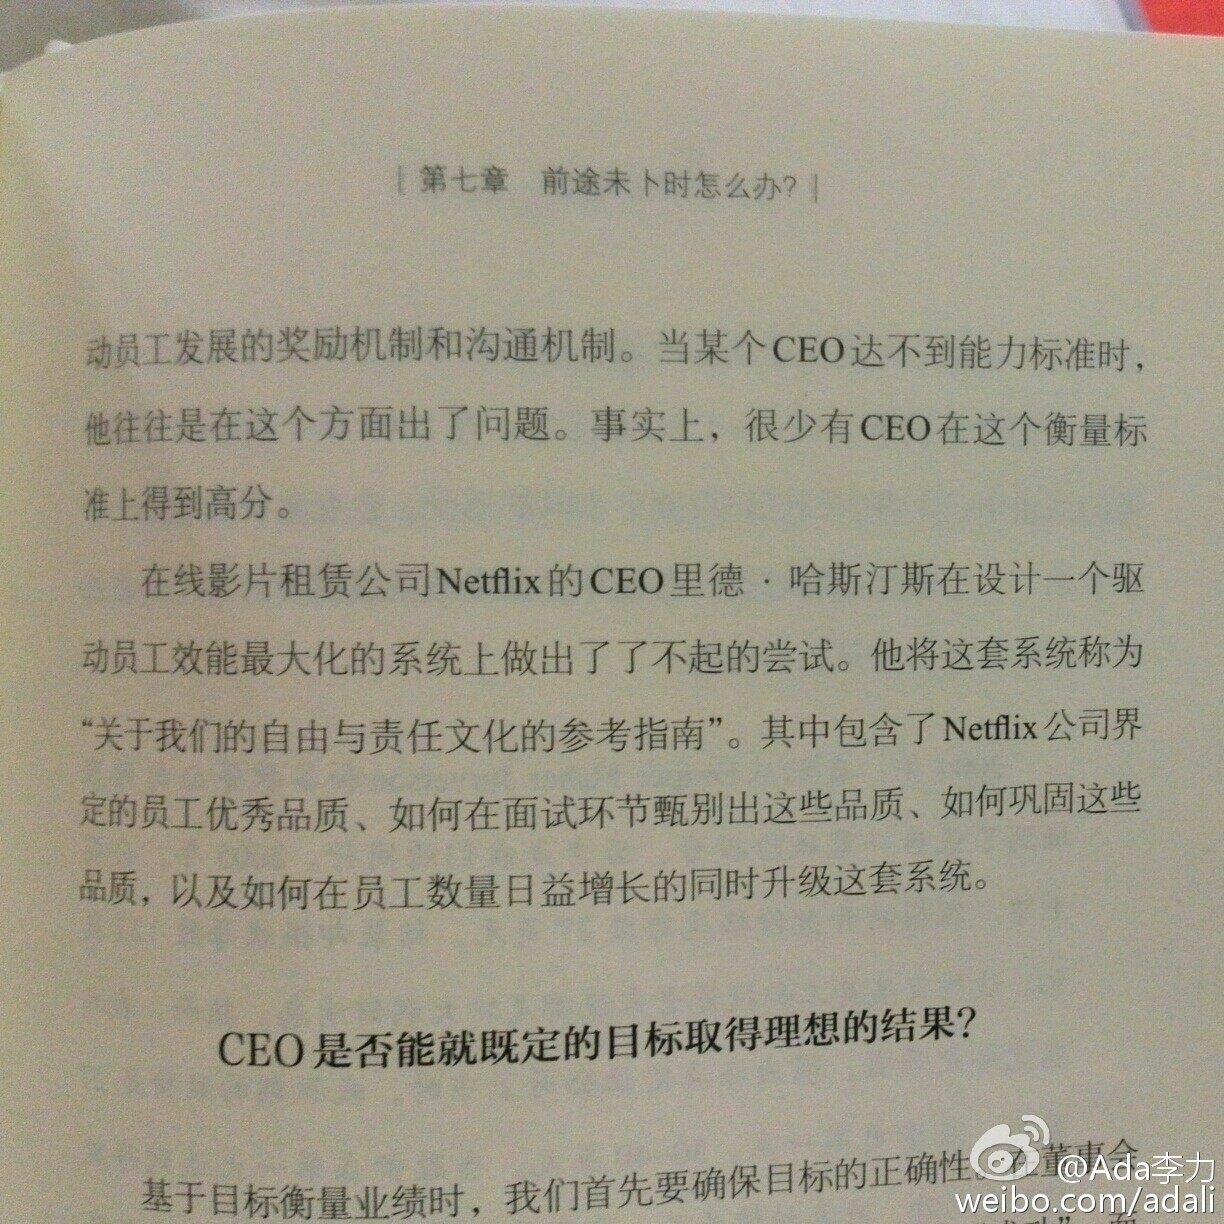 第七章 前途未卜时怎么办?
动员工发展的奖励机制和沟通机制。当某个CEO达不到能力标准时,
他往往是在这个方面出了问题。事实上，很少有CEO在这个衡量标
准上得到高分。
在线影片租赁公司Netflix的CEO里德·哈斯汀斯在设计一个驱
动员工效能最大化的系统上做出了了不起的尝试。他将这套系统称为
“关于我们的自由与责任文化的参考指南”。其中包含了Netflix公司界
定的员工优秀品质、如何在面试环节甄别出这些品质、如何巩固这些
品质，以及如何在员工数量日益增长的同时升级这套系统。
CEO是否能就既定的目标取得理想的结果?
基于目标衡量业绩时，我们首先要确保目标的正确性。在董事会
@Ada李力
weibo.com/adali